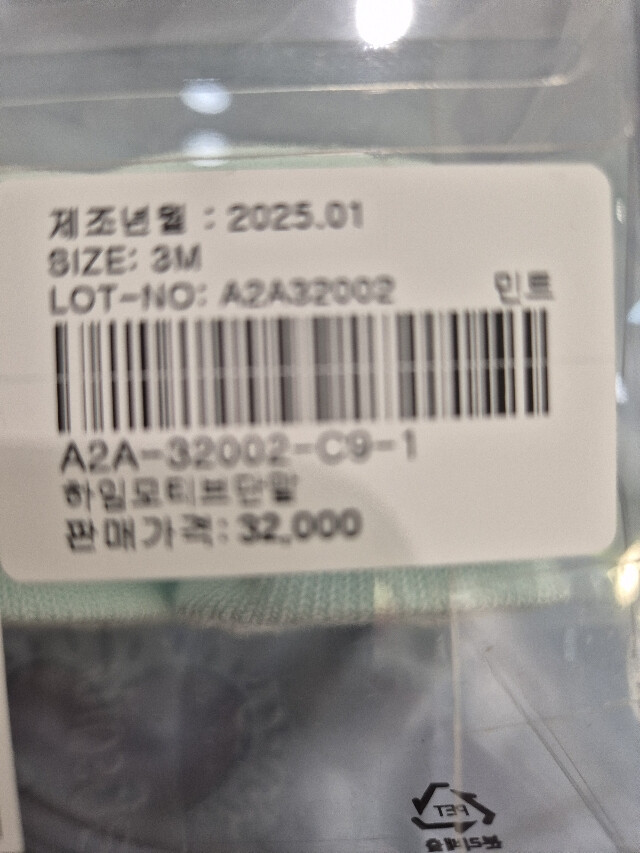 제조년월 : 2025.01
SIZE: 3M
LOT-NO: A2A32002 민트
A2A-32002-C9-1
하임모티브단말
판매가격: 32,000
PET